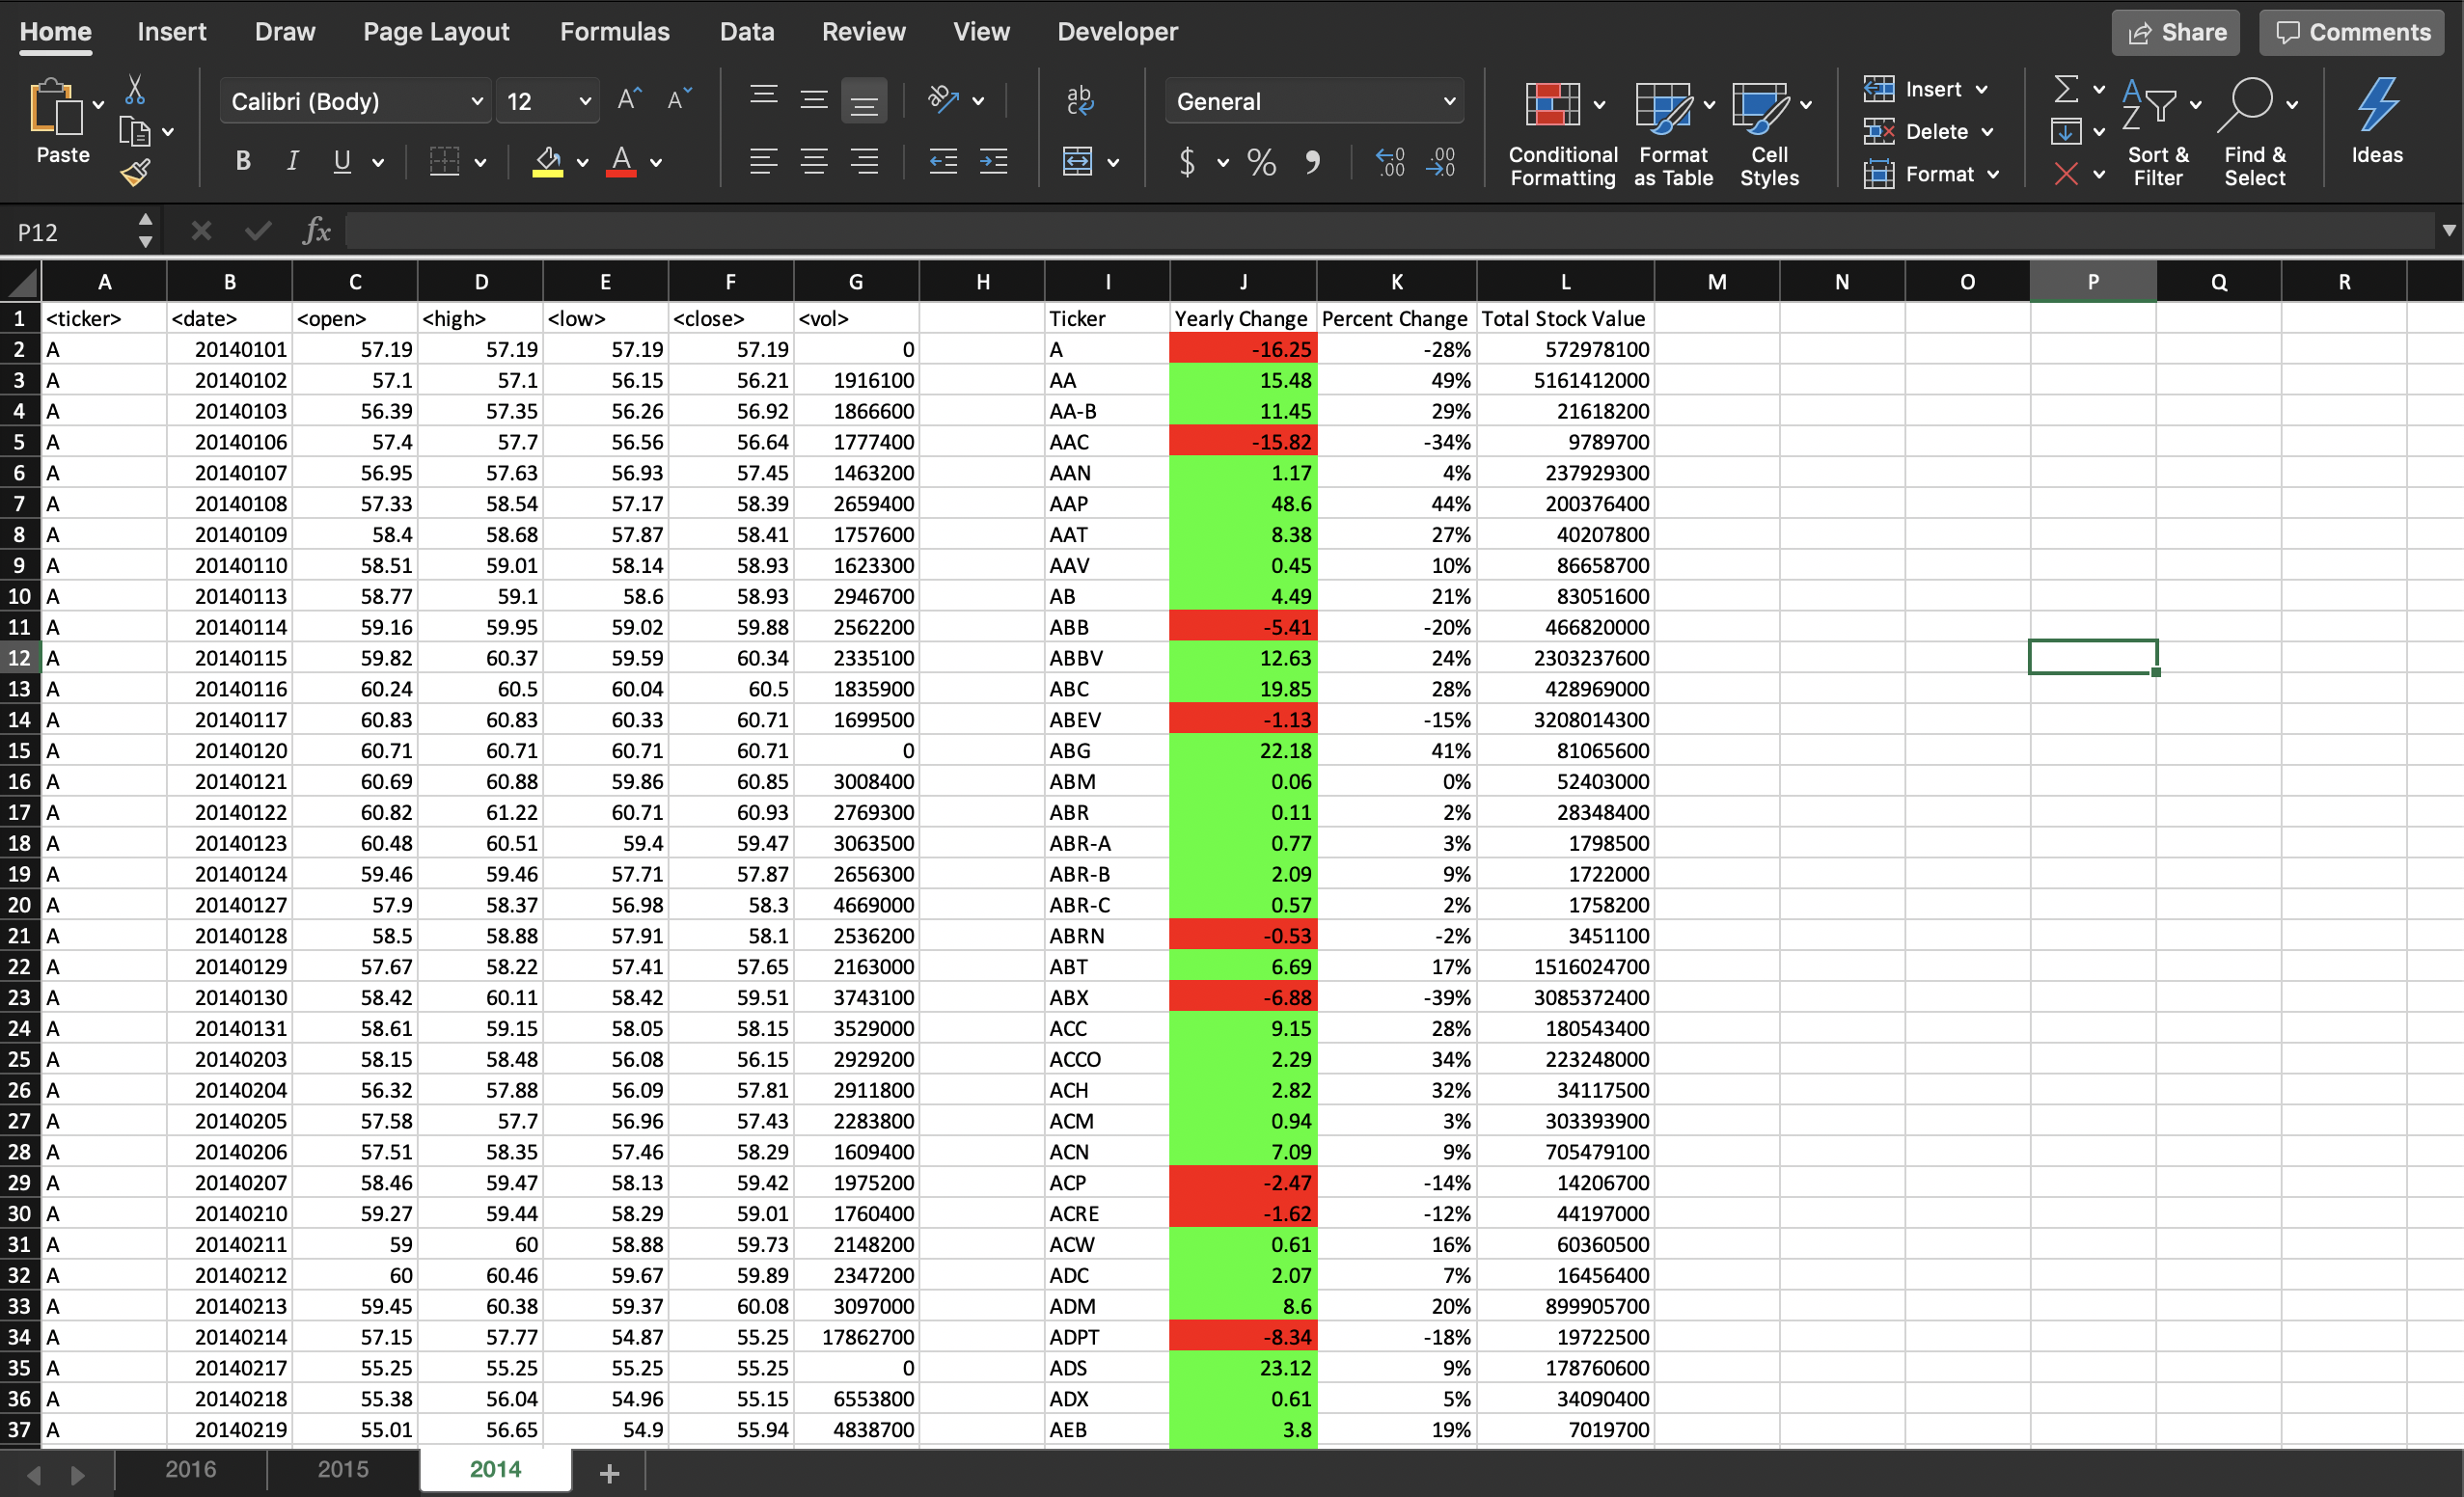 Home Insert Draw Page Layout Formulas Data Review View Developer Share Comments
Paste Calibri (Body) 12 General Conditional Formatting Format as Table Cell Styles Insert Delete Format Sort & Filter Find & Select Ideas
P12 fx
A B C D E F G H I J K L M N O P Q R
1 <ticker> <date> <open> <high> <low> <close> <vol> Ticker Yearly Change Percent Change Total Stock Value
2 A 20140101 57.19 57.19 57.19 57.19 0 A -16.25 -28% 572978100
3 A 20140102 57.1 57.1 56.15 56.21 1916100 AA 15.48 49% 5161412000
4 A 20140103 56.39 57.35 56.26 56.92 1866600 AA-B 11.45 29% 21618200
5 A 20140106 57.4 57.7 56.56 56.64 1777400 AAC -15.82 -34% 9789700
6 A 20140107 56.95 57.63 56.93 57.45 1463200 AAN 1.17 4% 237929300
7 A 20140108 57.33 58.54 57.17 58.39 2659400 AAP 48.6 44% 200376400
8 A 20140109 58.4 58.68 57.87 58.41 1757600 AAT 8.38 27% 40207800
9 A 20140110 58.51 59.01 58.14 58.93 1623300 AAV 0.45 10% 86658700
10 A 20140113 58.77 59.1 58.6 58.93 2946700 AB 4.49 21% 83051600
11 A 20140114 59.16 59.95 59.02 59.88 2562200 ABB -5.41 -20% 466820000
12 A 20140115 59.82 60.37 59.59 60.34 2335100 ABBV 12.63 24% 2303237600
13 A 20140116 60.24 60.5 60.04 60.5 1835900 ABC 19.85 28% 428969000
14 A 20140117 60.83 60.83 60.33 60.71 1699500 ABEV -1.13 -15% 3208014300
15 A 20140120 60.71 60.71 60.71 60.71 0 ABG 22.18 41% 81065600
16 A 20140121 60.69 60.88 59.86 60.85 3008400 ABM 0.06 0% 52403000
17 A 20140122 60.82 61.22 60.71 60.93 2769300 ABR 0.11 2% 28348400
18 A 20140123 60.48 60.51 59.4 59.47 3063500 ABR-A 0.77 3% 1798500
19 A 20140124 59.46 59.46 57.71 57.87 2656300 ABR-B 2.09 9% 1722000
20 A 20140127 57.9 58.37 56.98 58.3 4669000 ABR-C 0.57 2% 1758200
21 A 20140128 58.5 58.88 57.91 58.1 2536200 ABRN -0.53 -2% 3451100
22 A 20140129 57.67 58.22 57.41 57.65 2163000 ABT 6.69 17% 1516024700
23 A 20140130 58.42 60.11 58.42 59.51 3743100 ABX -6.88 -39% 3085372400
24 A 20140131 58.61 59.15 58.05 58.15 3529000 ACC 9.15 28% 180543400
25 A 20140203 58.15 58.48 56.08 56.15 2929200 ACCO 2.29 34% 223248000
26 A 20140204 56.32 57.88 56.09 57.81 2911800 ACH 2.82 32% 34117500
27 A 20140205 57.58 57.7 56.96 57.43 2283800 ACM 0.94 3% 303393900
28 A 20140206 57.51 58.35 57.46 58.29 1609400 ACN 7.09 9% 705479100
29 A 20140207 58.46 59.47 58.13 59.42 1975200 ACP -2.47 -14% 14206700
30 A 20140210 59.27 59.44 58.29 59.01 1760400 ACRE -1.62 -12% 44197000
31 A 20140211 59 60 58.88 59.73 2148200 ACW 0.61 16% 60360500
32 A 20140212 60 60.46 59.67 59.89 2347200 ADC 2.07 7% 16456400
33 A 20140213 59.45 60.38 59.37 60.08 3097000 ADM 8.6 20% 899905700
34 A 20140214 57.15 57.77 54.87 55.25 17862700 ADPT -8.34 -18% 19722500
35 A 20140217 55.25 55.25 55.25 55.25 0 ADS 23.12 9% 178760600
36 A 20140218 55.38 56.04 54.96 55.15 6553800 ADX 0.61 5% 34090400
37 A 20140219 55.01 56.65 54.9 55.94 4838700 AEB 3.8 19% 7019700
2016 2015 2014